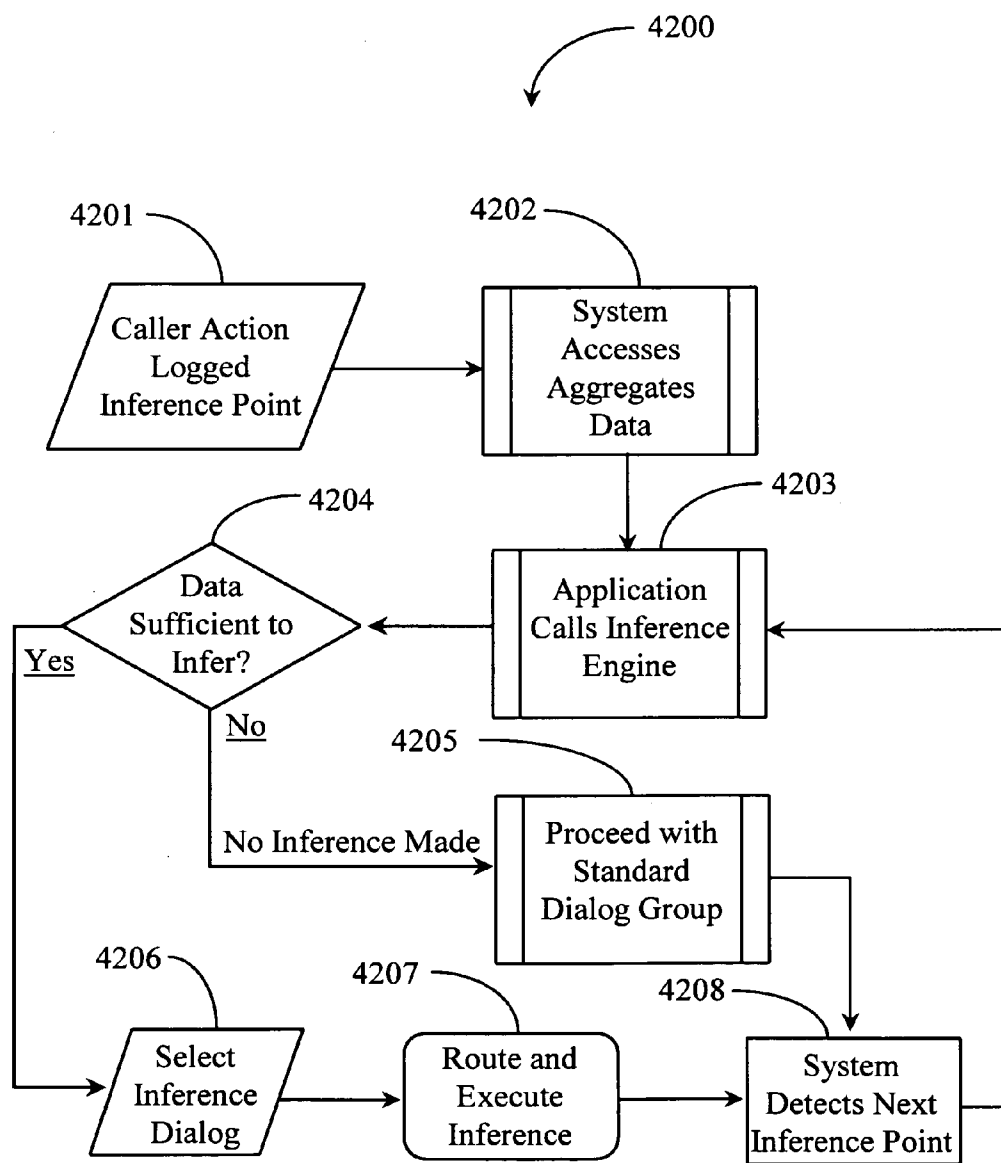 4200
4201
4202
Caller Action
Logged
Inference Point
System
Accesses
Aggregates
Data
4203
4204
Data
Sufficient to
Infer?
Application
Calls Inference
Engine
Yes
No
4205
No Inference Made
Proceed with
Standard
Dialog Group
4206
4207
4208
Select
Inference
Dialog
Route and
Execute
Inference
System
Detects Next
Inference Point